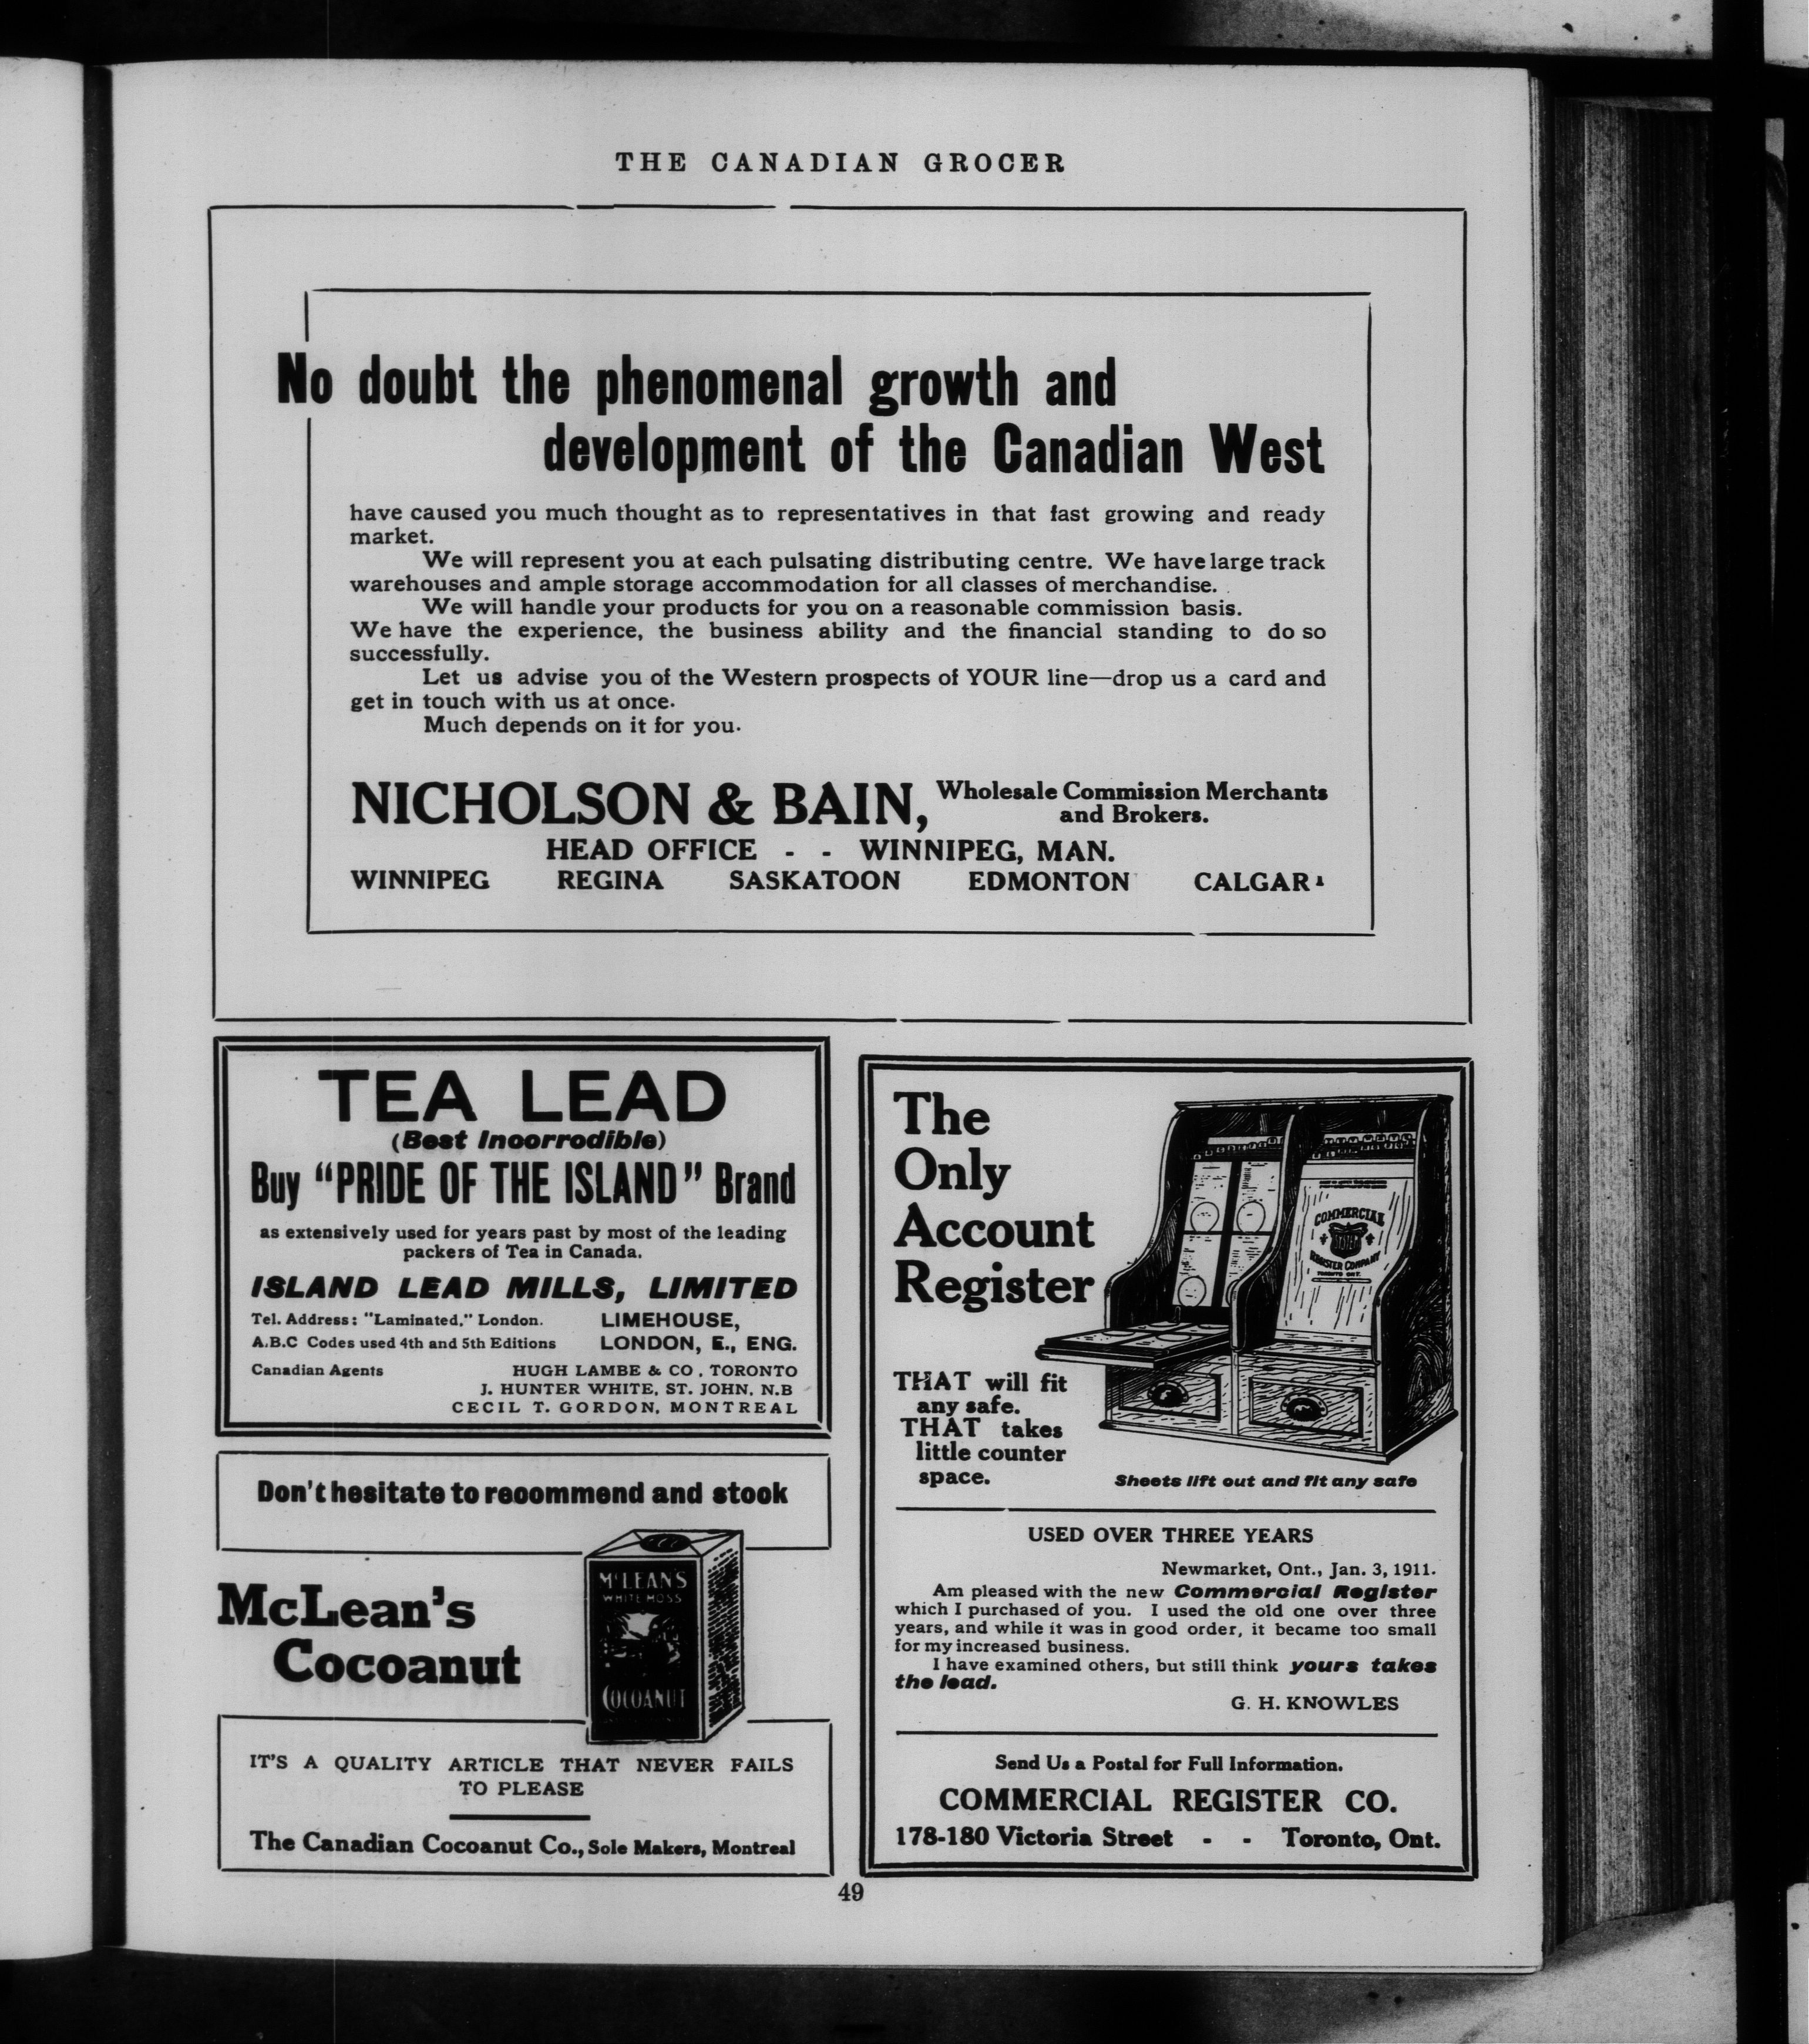 THE CANADIAN GROCER
No doubt the phenomenal growth and
development of the Canadian West
have caused you much thought as to representatives in that fast growing and ready
market.
We will represent you at each pulsating distributing centre. We have large track
warehouses and ample storage accommodation for all classes of merchandise.
We will handle your products for you on a reasonable commission basis.
We have the experience, the business ability and the financial standing to do so
successfully.
Let us advise you of the Western prospects of YOUR line—drop us a card and
get in touch with us at once.
Much depends on it for you.
NICHOLSON & BAIN, Wholesale Commission Merchants
and Brokers.
HEAD OFFICE - - WINNIPEG, MAN.
WINNIPEG REGINA SASKATOON EDMONTON CALGARY
TEA LEAD
(Best Incorrodible)
Buy "PRIDE OF THE ISLAND" Brand
as extensively used for years past by most of the leading
packers of Tea in Canada.
ISLAND LEAD MILLS, LIMITED
Tel. Address: "Laminated," London. LIMEHOUSE,
A.B.C Codes used 4th and 5th Editions LONDON, E., ENG.
Canadian Agents HUGH LAMBE & CO., TORONTO
J. HUNTER WHITE, ST. JOHN, N.B
CECIL T. GORDON, MONTREAL
Don't hesitate to recommend and stock
McLean's
Cocoanut
McLEAN'S
WHITE MOSS
COCOANUT
IT'S A QUALITY ARTICLE THAT NEVER FAILS
TO PLEASE
The Canadian Cocoanut Co., Sole Makers, Montreal
The
Only
Account
Register
COMMERCIAL
REGISTER COMPANY
TORONTO ONT.
THAT will fit
any safe.
THAT takes
little counter
space.
Sheets lift out and fit any safe
USED OVER THREE YEARS
Newmarket, Ont., Jan. 3, 1911.
Am pleased with the new Commercial Register
which I purchased of you. I used the old one over three
years, and while it was in good order, it became too small
for my increased business.
I have examined others, but still think yours takes
the lead.
G. H. KNOWLES
Send Us a Postal for Full Information.
COMMERCIAL REGISTER CO.
178-180 Victoria Street - - Toronto, Ont.
49